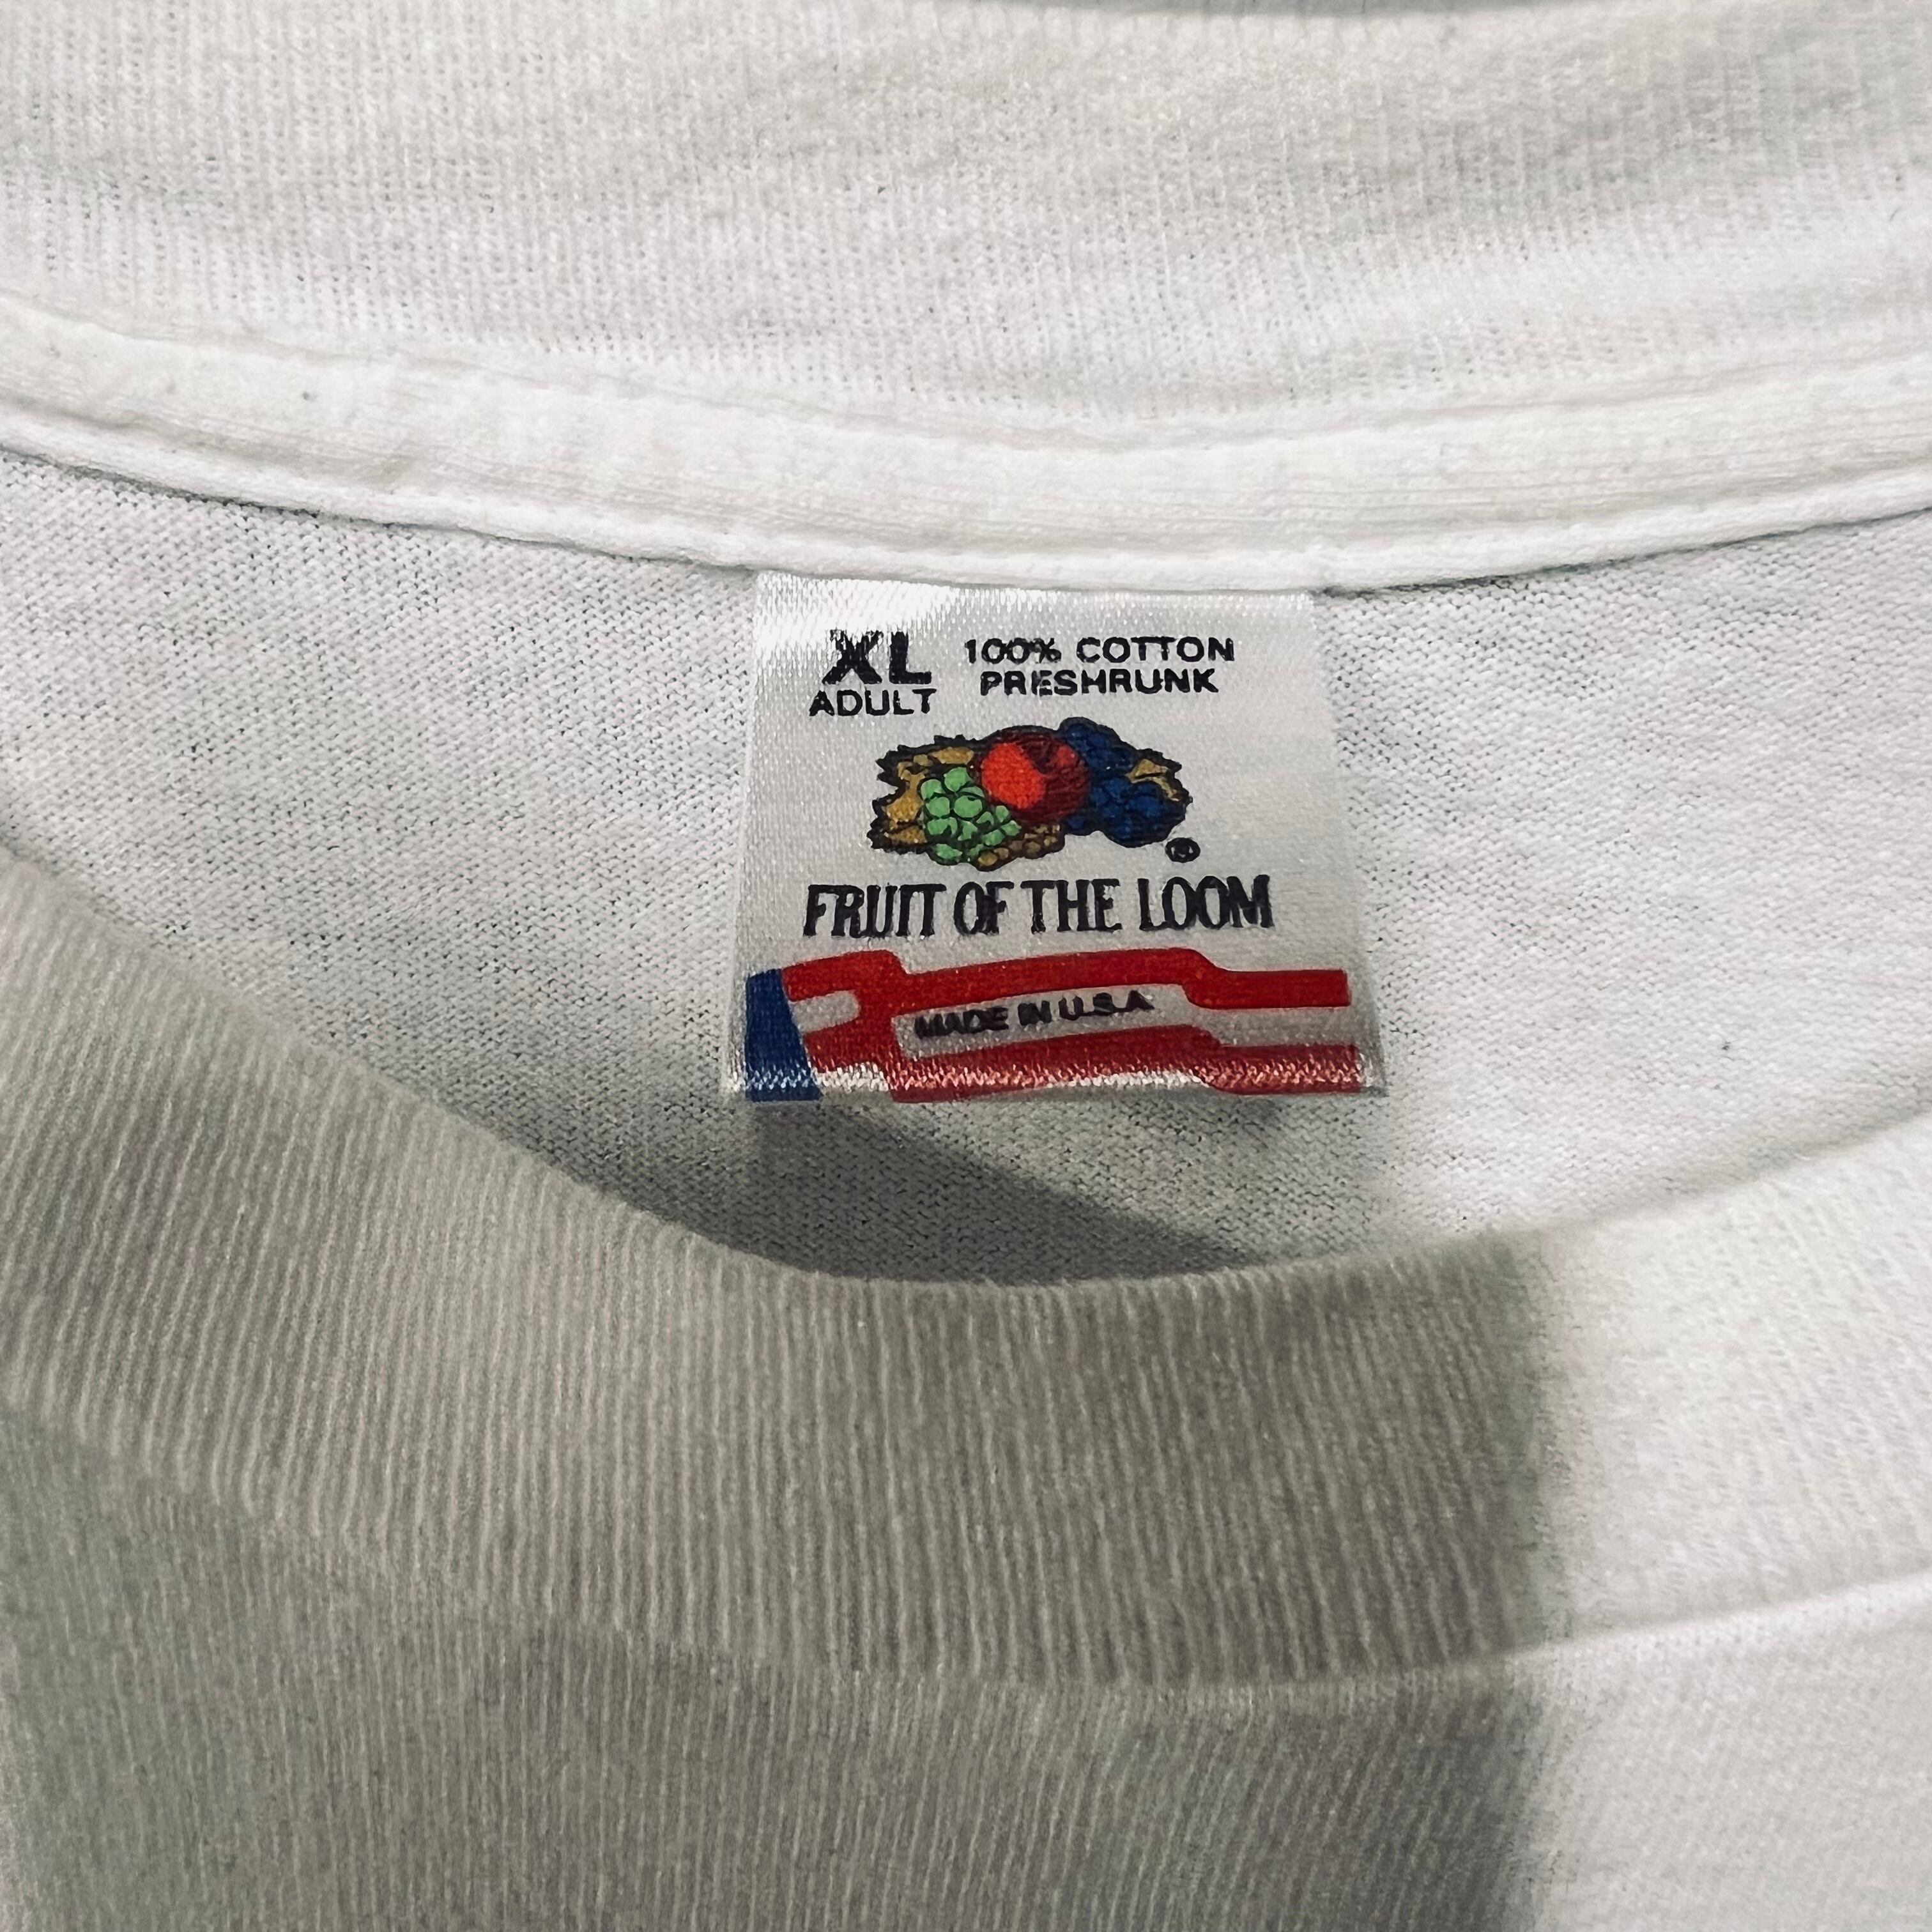 XL
ADULT
100% COTTON
PRESHRUNK
®
FRUIT OF THE LOOM
MADE IN U.S.A